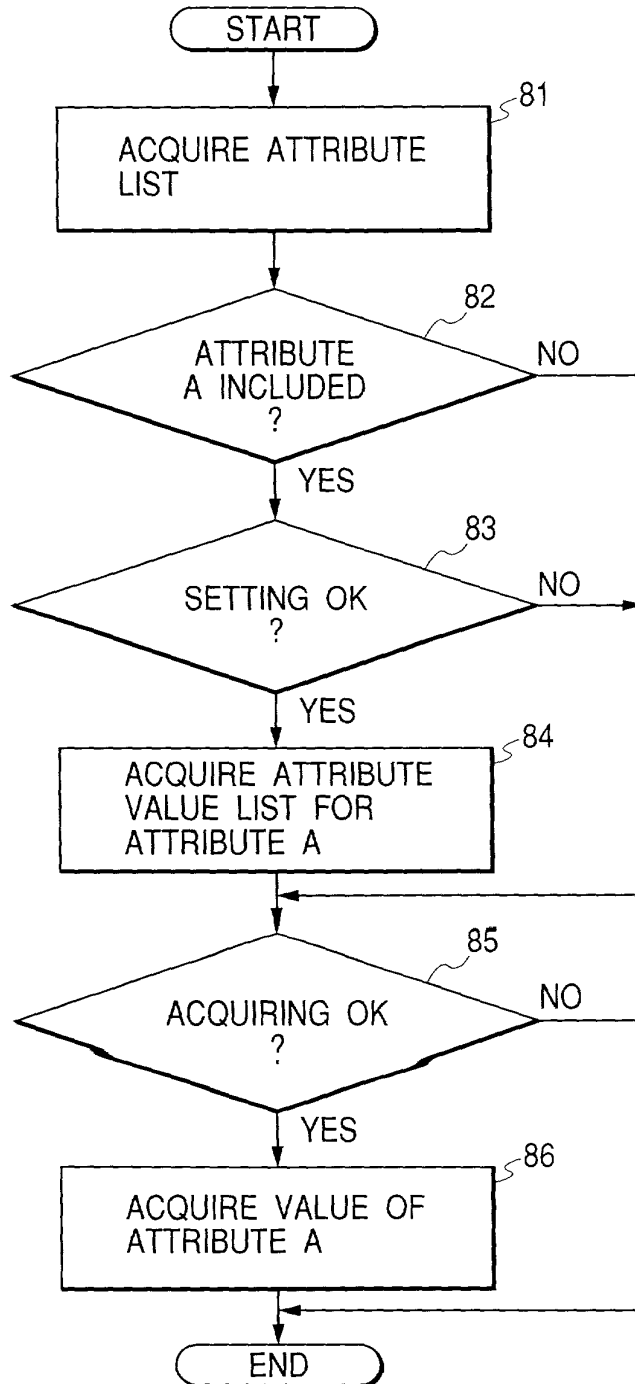 START
81
ACQUIRE ATTRIBUTE
LIST
82
ATTRIBUTE
A INCLUDED
?
NO
YES
83
SETTING OK
?
NO
YES
84
ACQUIRE ATTRIBUTE
VALUE LIST FOR
ATTRIBUTE A
85
ACQUIRING OK
?
NO
YES
86
ACQUIRE VALUE OF
ATTRIBUTE A
END